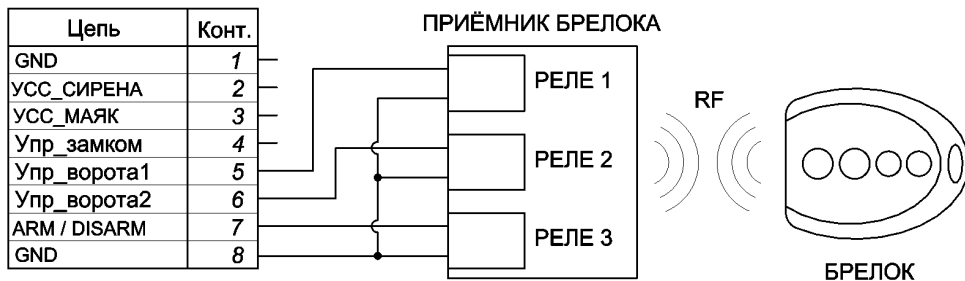 ПРИЁМНИК БРЕЛОКА
Цепь Конт.
GND 1
УСС_СИРЕНА 2
УСС_МАЯК 3
Упр_замком 4
Упр_ворота1 5
Упр_ворота2 6
ARM / DISARM 7
GND 8
РЕЛЕ 1
РЕЛЕ 2
РЕЛЕ 3
RF
БРЕЛОК